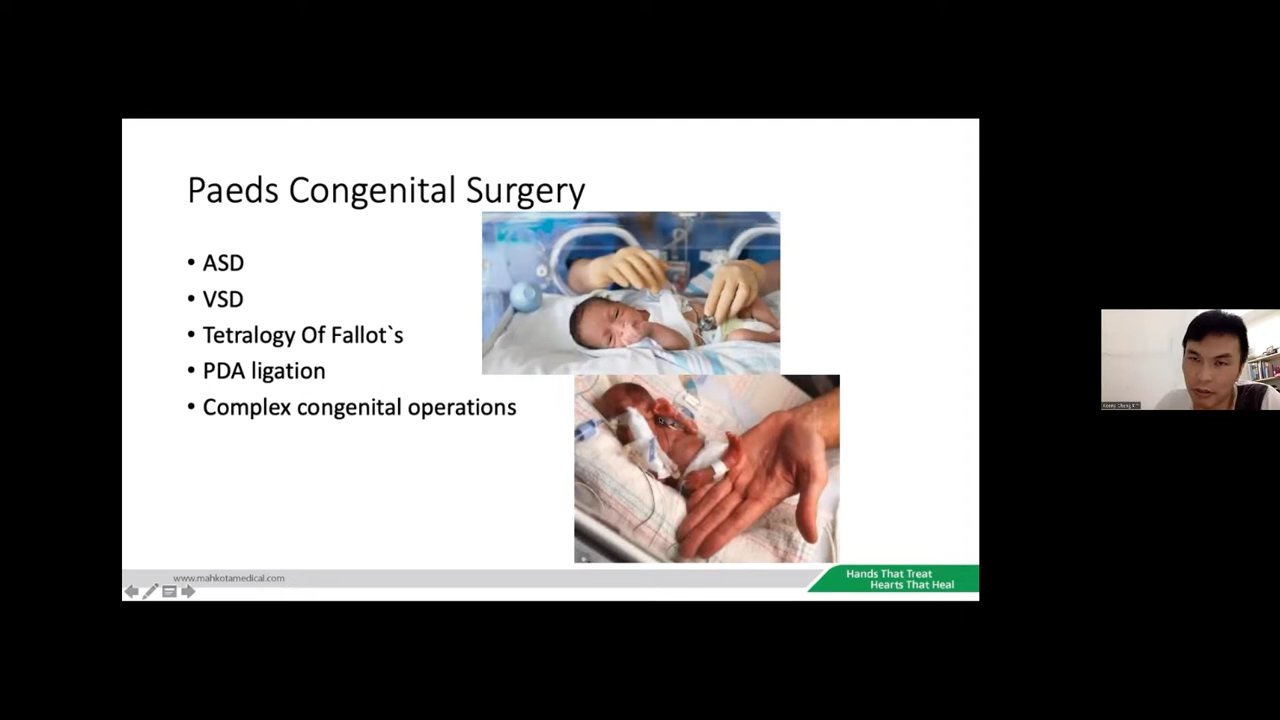 Paeds Congenital Surgery
• ASD
• VSD
• Tetralogy Of Fallot`s
• PDA ligation
• Complex congenital operations
www.mahkotamedical.com
Hands That Treat
Hearts That Heal